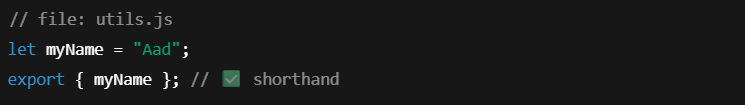 // file: utils.js
let myName = "Aad";
export { myName }; // ✅ shorthand